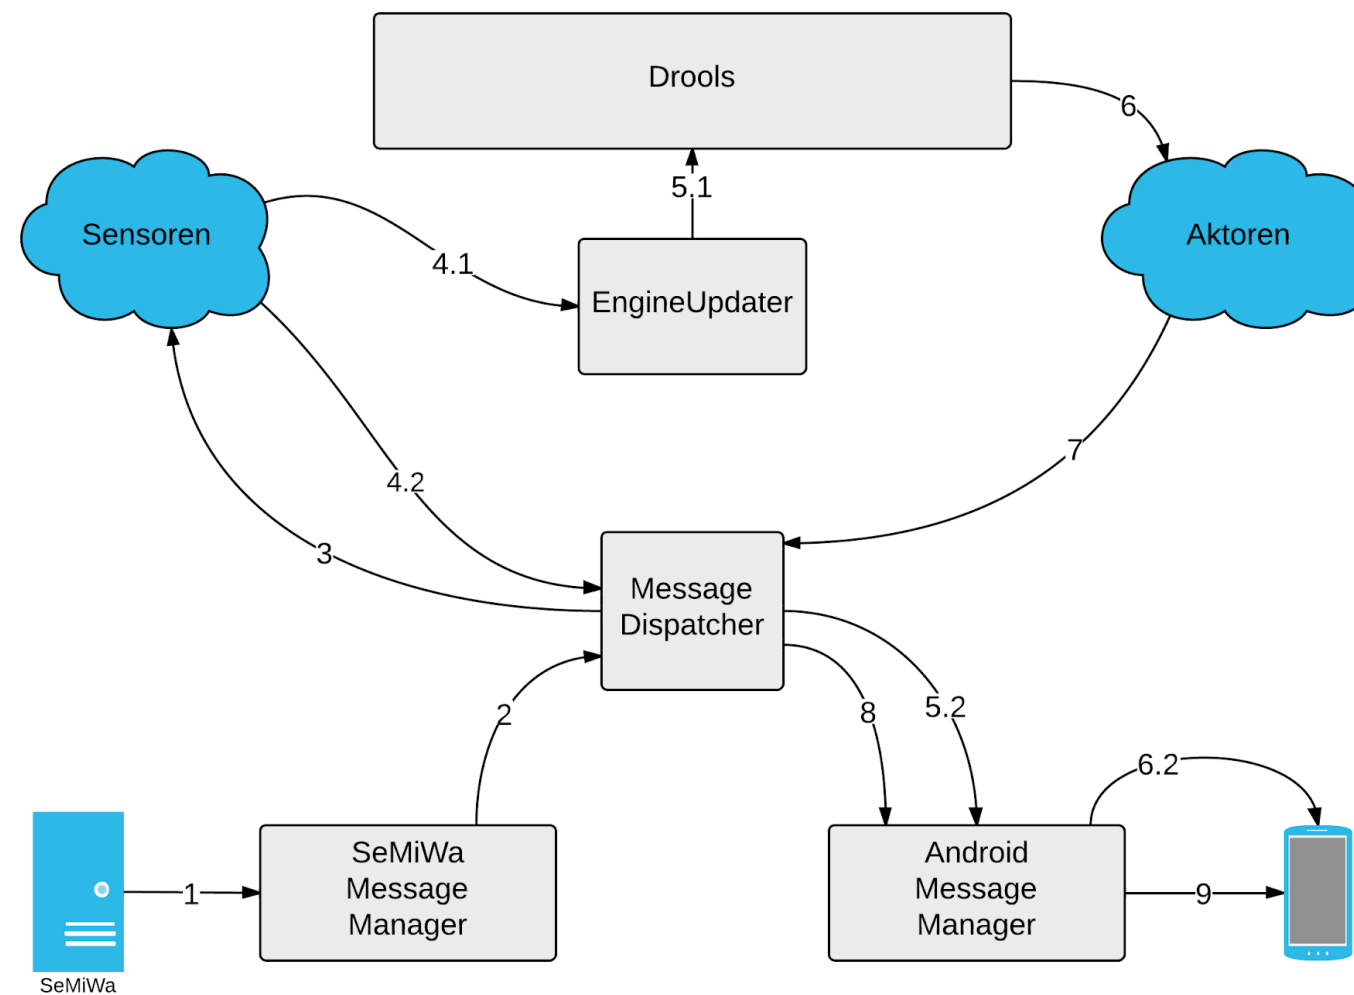 Drools
6
5.1
Sensoren
Aktoren
4.1
EngineUpdater
7
4.2
3
Message
Dispatcher
2
8
5.2
6.2
SeMiWa
Message
Manager
Android
Message
Manager
1
9
SeMiWa